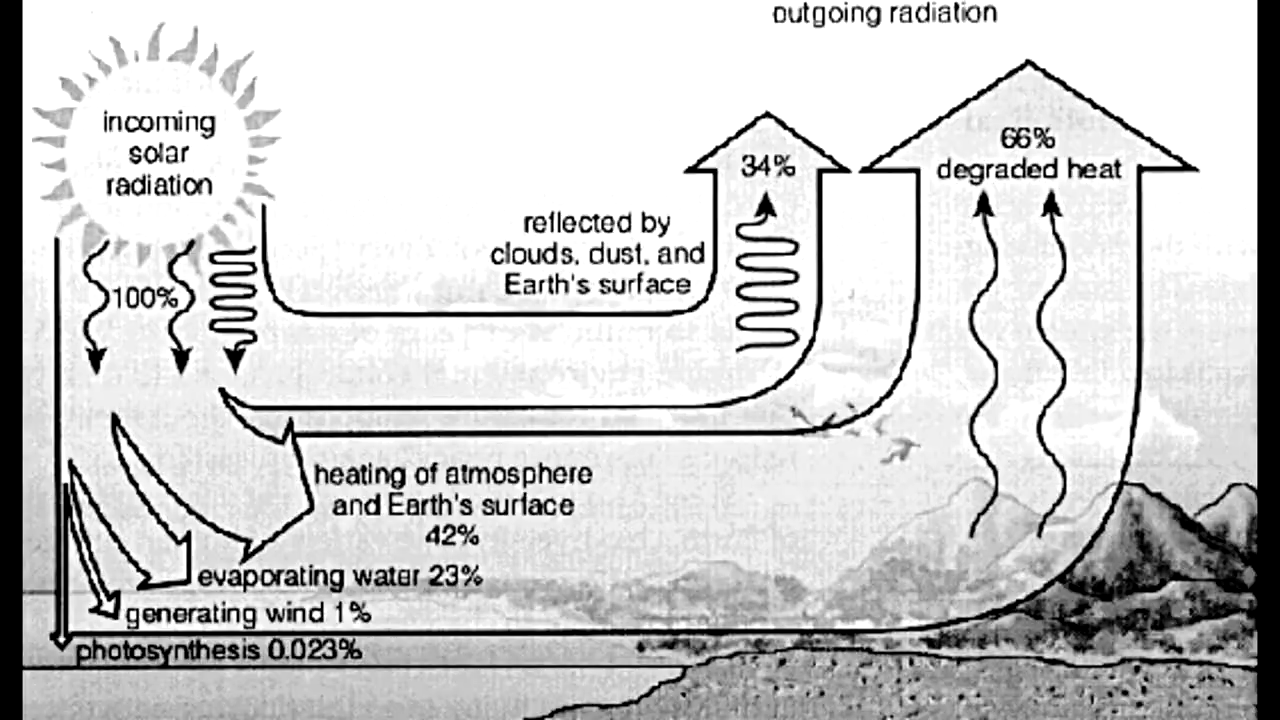 outgoing radiation
incoming
solar
radiation
100%
34%
66%
degraded heat
reflected by
clouds, dust, and
Earth's surface
heating of atmosphere
and Earth's surface
42%
evaporating water 23%
generating wind 1%
photosynthesis 0.023%